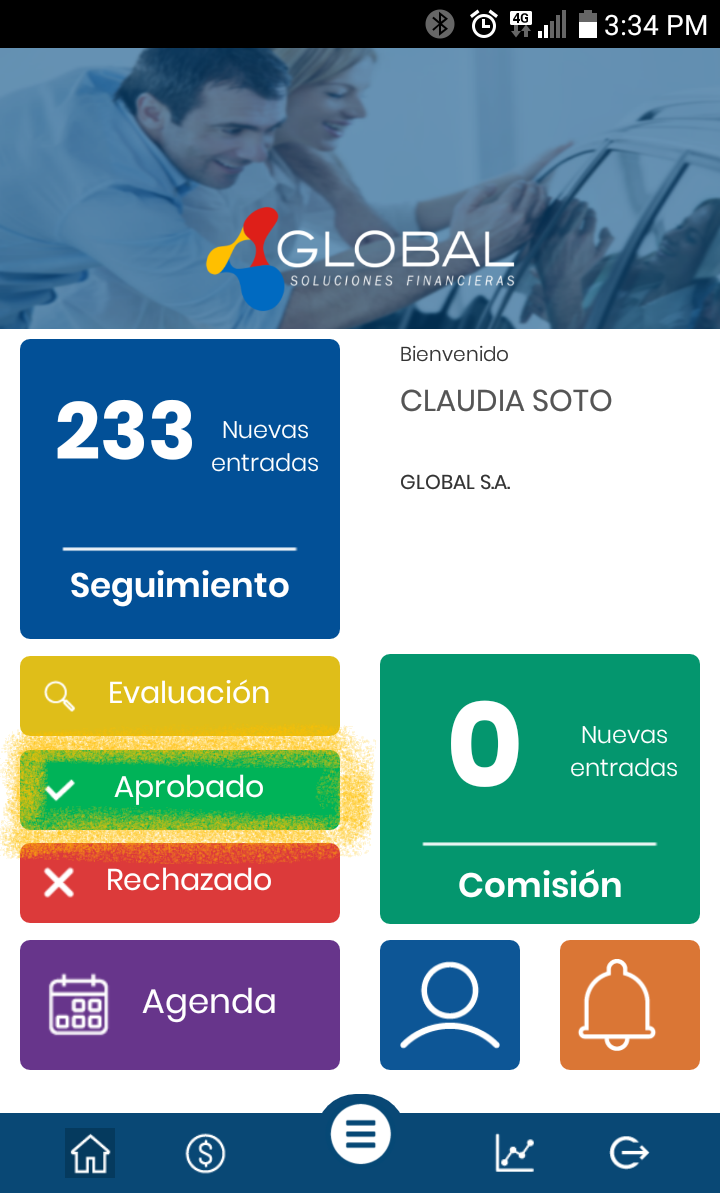 4G
3:34 PM
GLOBAL
SOLUCIONES FINANCIERAS
233
Nuevas
entradas
Seguimiento
Bienvenido
CLAUDIA SOTO
GLOBAL S.A.
Evaluación
Aprobado
Rechazado
0
Nuevas
entradas
Comisión
Agenda
$